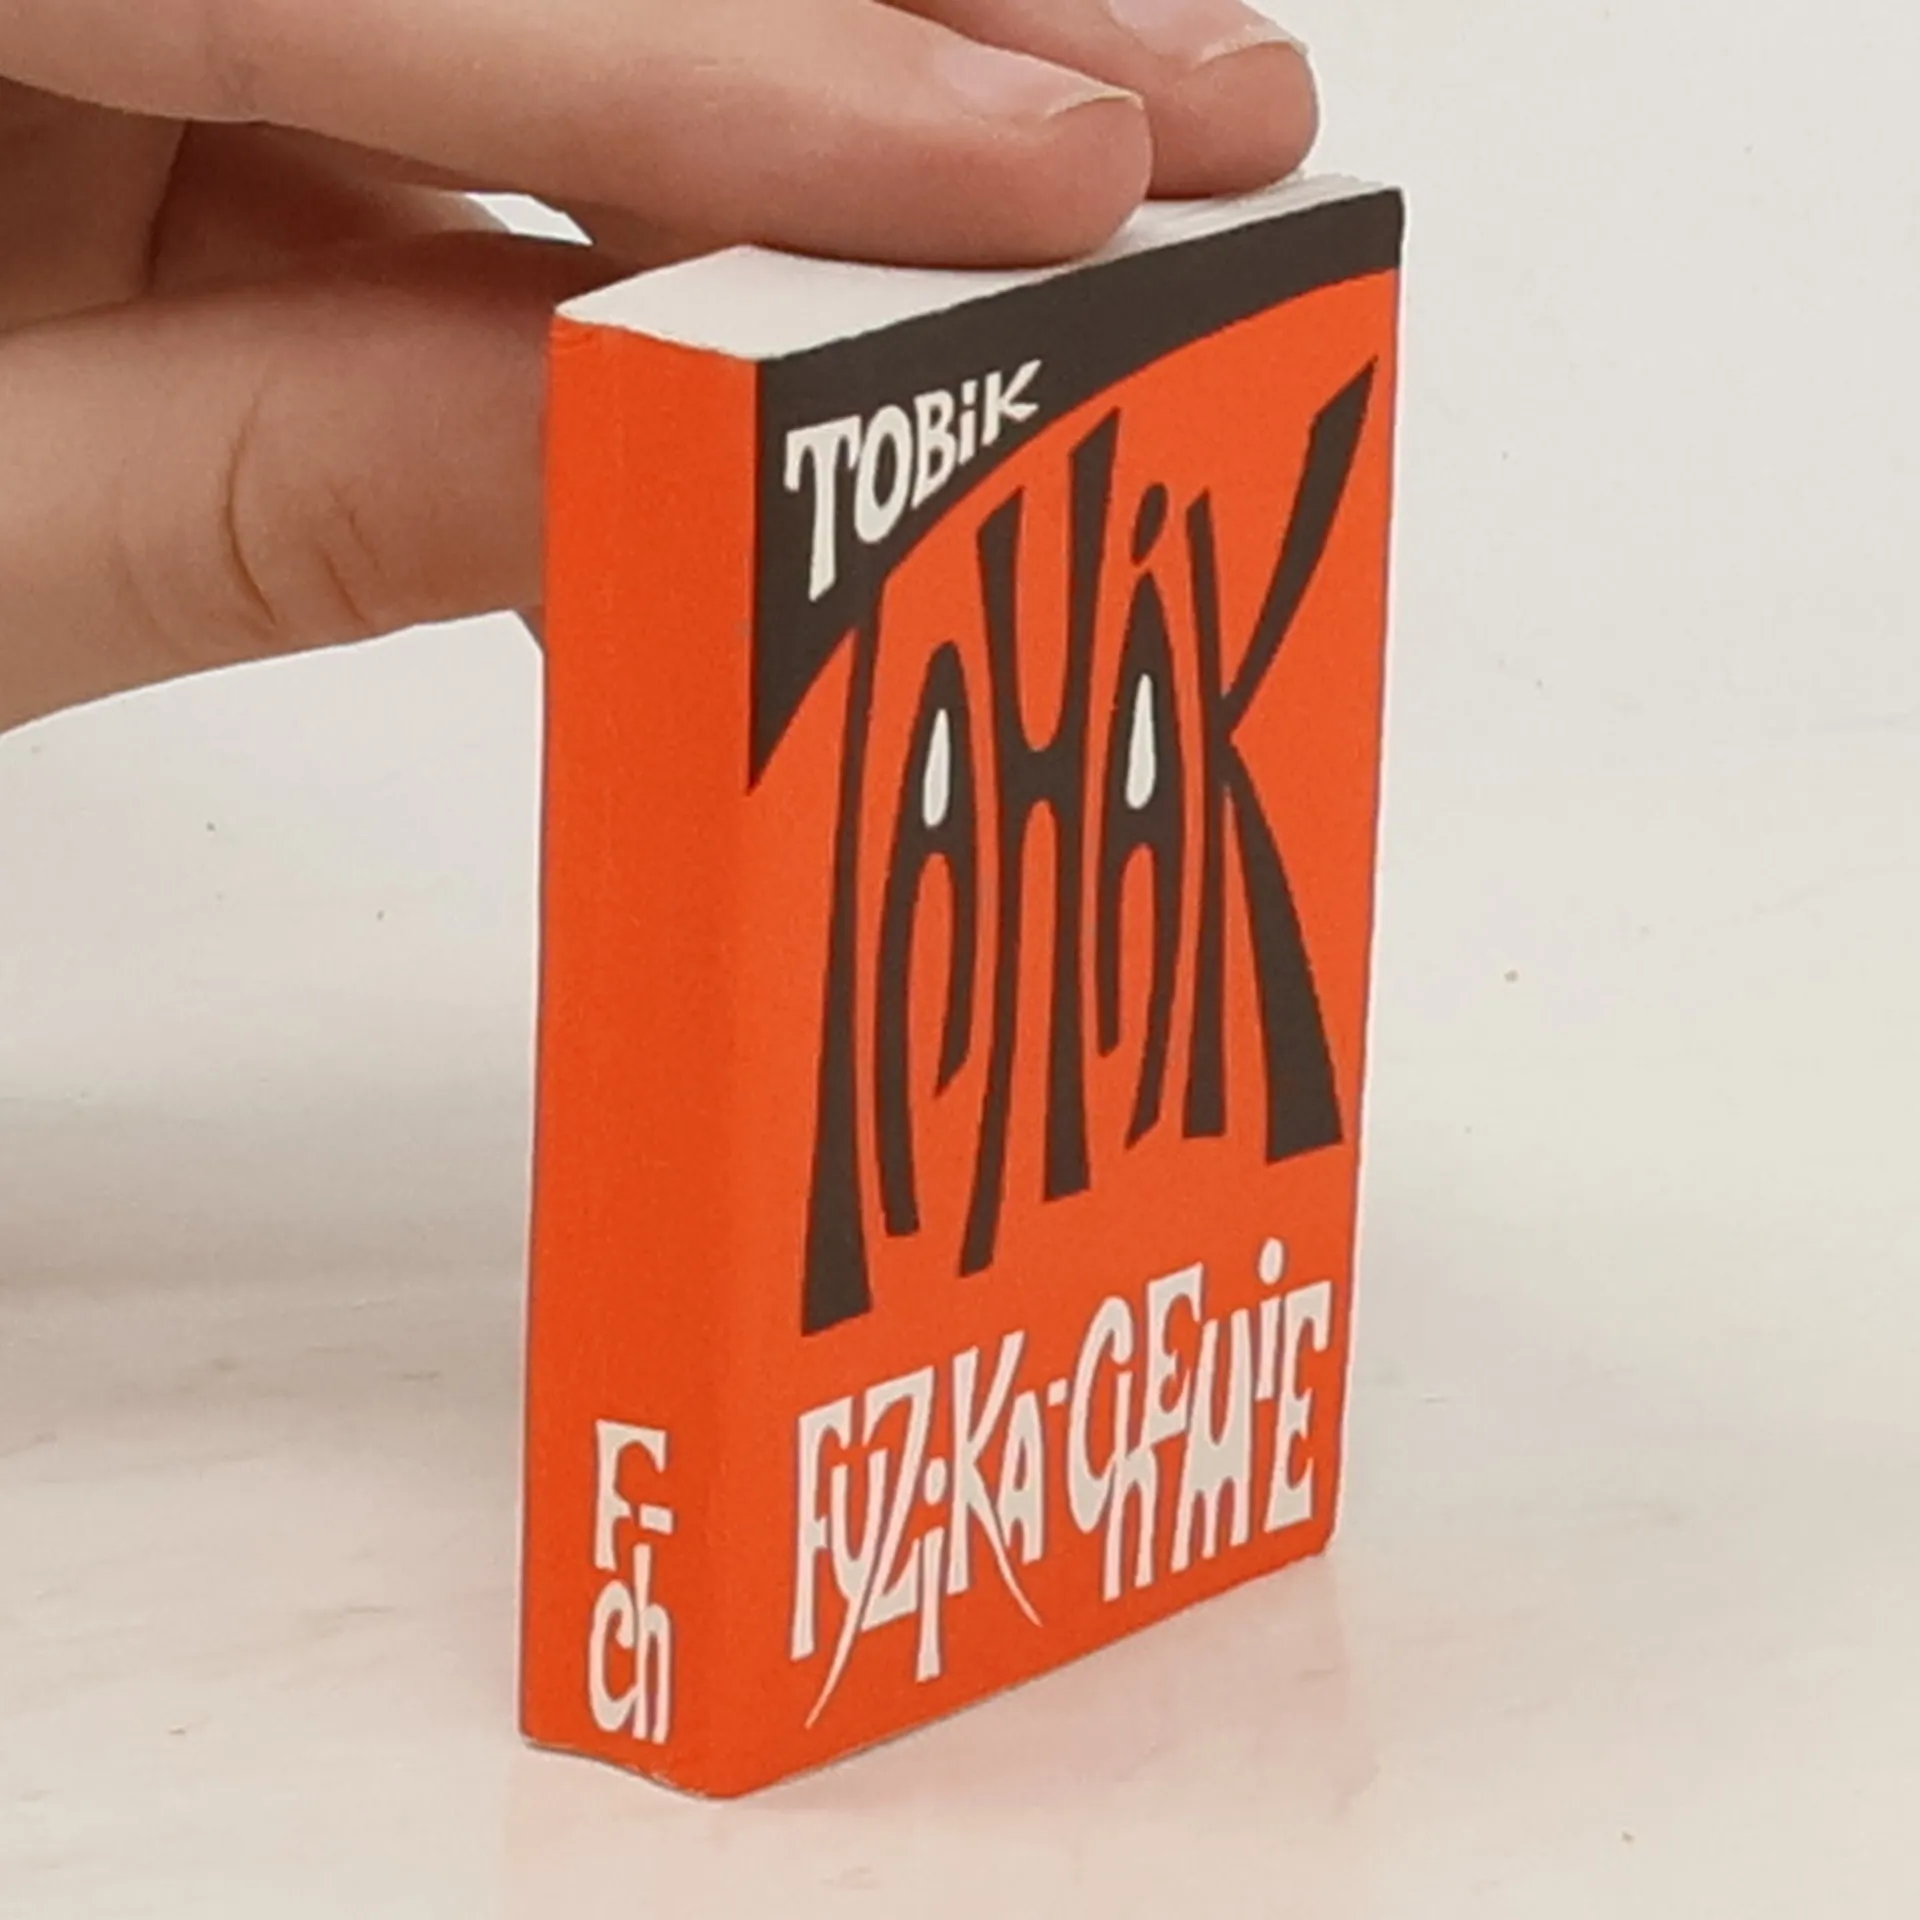 TOBiK
TAHÁK
FYZiKA-CHEMiE
F-
Ch